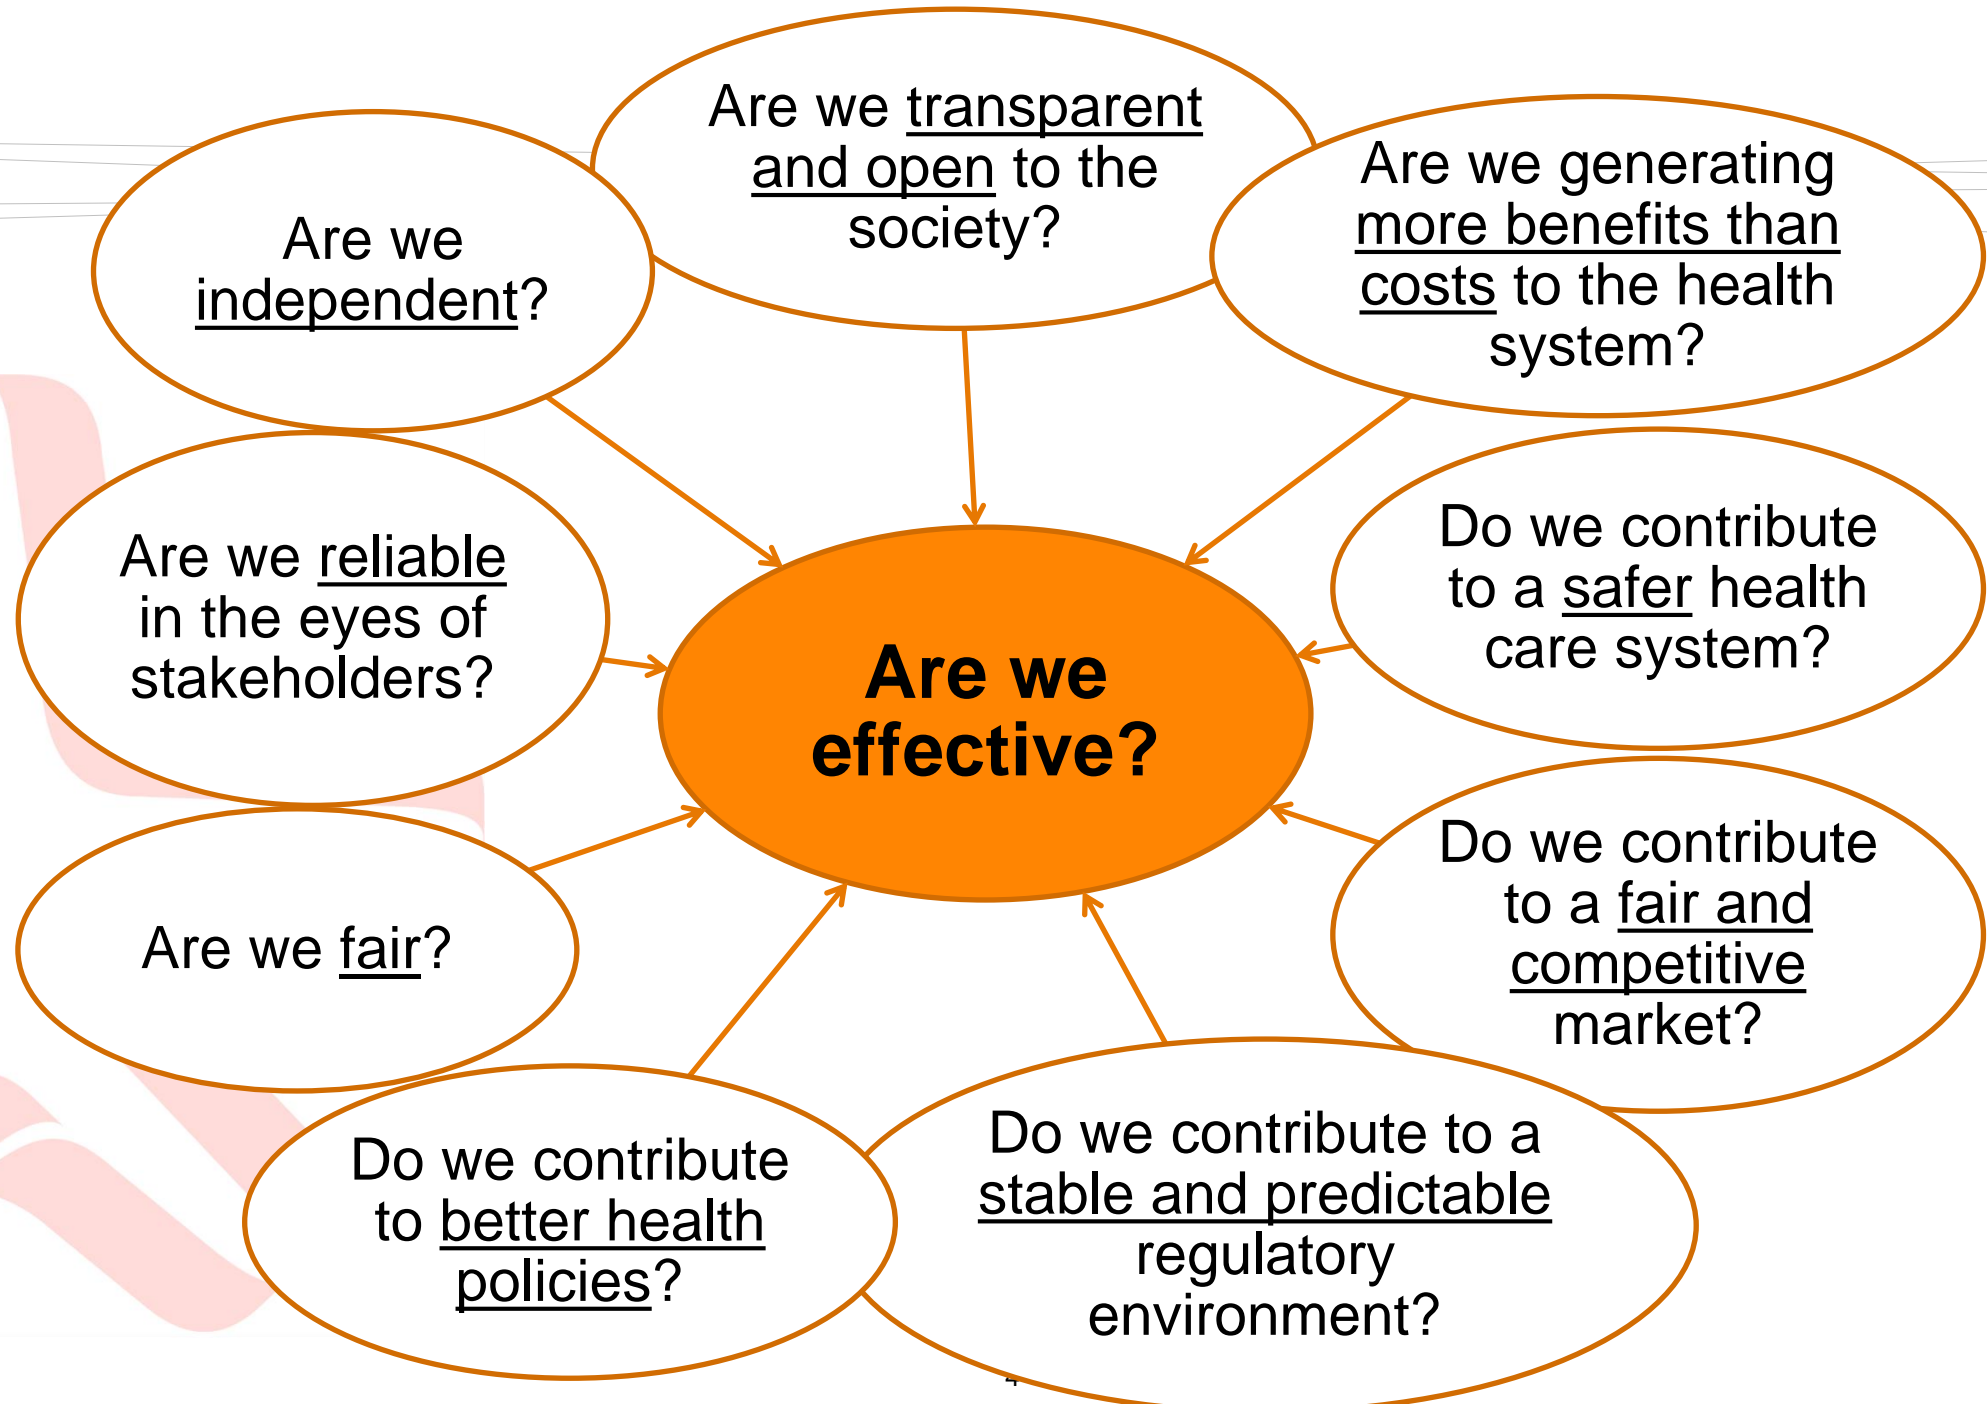 Are we transparent
and open to the
society?
Are we
independent?
Are we generating
more benefits than
costs to the health
system?
Are we reliable
in the eyes of
stakeholders?
Do we contribute
to a safer health
care system?
Are we
effective?
Are we fair?
Do we contribute
to a fair and
competitive
market?
Do we contribute
to better health
policies?
Do we contribute to a
stable and predictable
regulatory
environment?
4